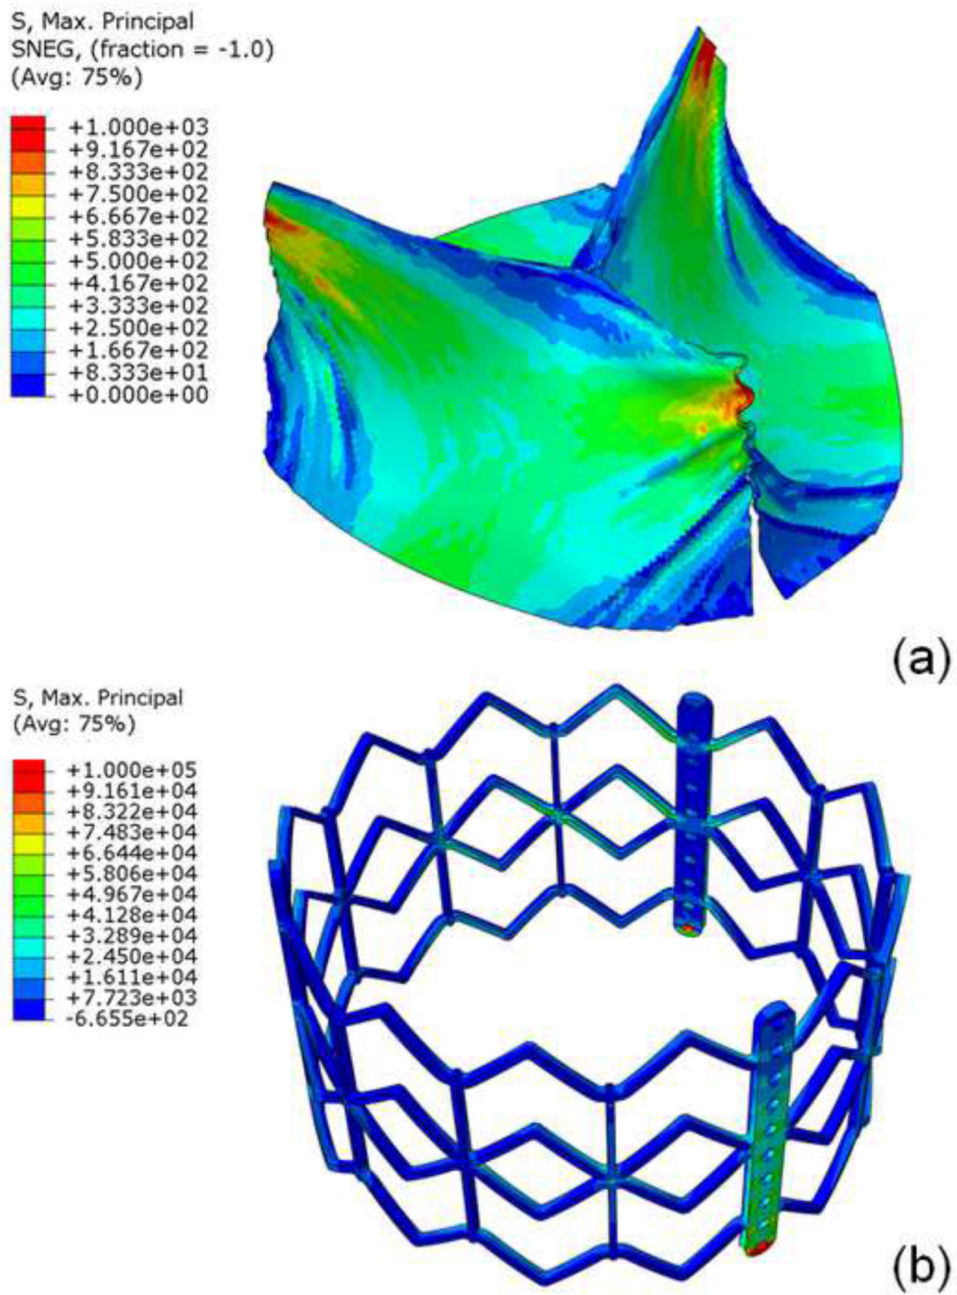 S, Max. Principal
SNEG, (fraction = -1.0)
(Avg: 75%)
+1.000e+03
+9.167e+02
+8.333e+02
+7.500e+02
+6.667e+02
+5.833e+02
+5.000e+02
+4.167e+02
+3.333e+02
+2.500e+02
+1.667e+02
+8.333e+01
+0.000e+00
(a)
S, Max. Principal
(Avg: 75%)
+1.000e+05
+9.161e+04
+8.322e+04
+7.483e+04
+6.644e+04
+5.806e+04
+4.967e+04
+4.128e+04
+3.289e+04
+2.450e+04
+1.611e+04
+7.723e+03
-6.655e+02
(b)